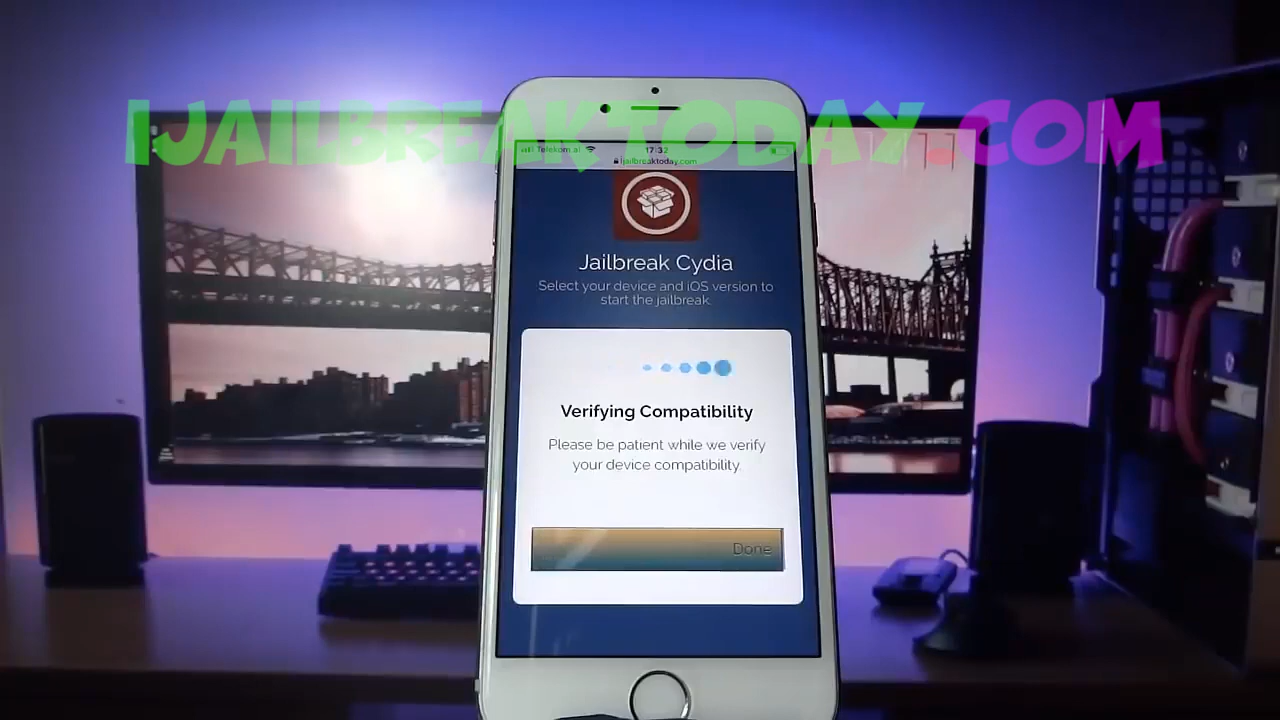 IJAILBREAKTODAY.COM
Telekom.al 17:32
ijailbreaktoday.com
Jailbreak Cydia
Select your device and iOS version to
start the jailbreak.
Verifying Compatibility
Please be patient while we verify
your device compatibility.
Done